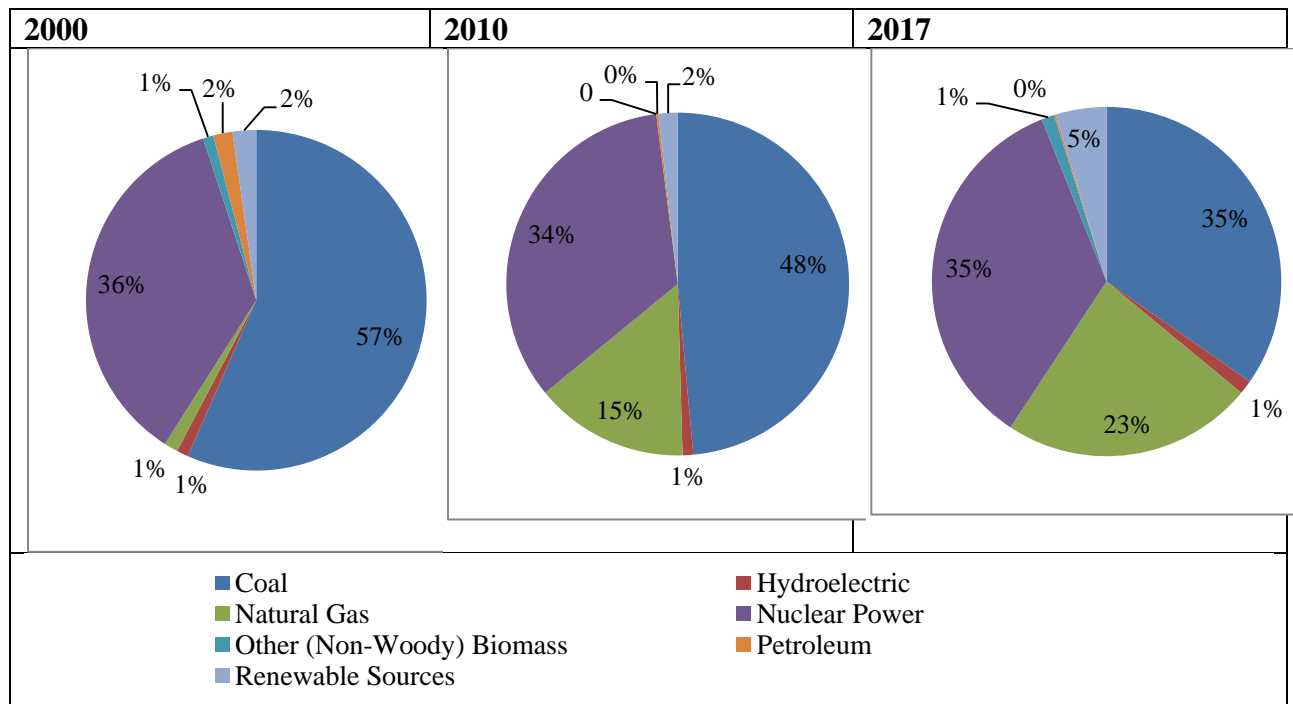 2000 2010 2017
1% 2% 2%
36% 57%
1% 1%
0 0% 2%
34% 48%
15%
1%
1% 0% 5%
35% 35%
23% 1%
Coal Hydroelectric
Natural Gas Nuclear Power
Other (Non-Woody) Biomass Petroleum
Renewable Sources